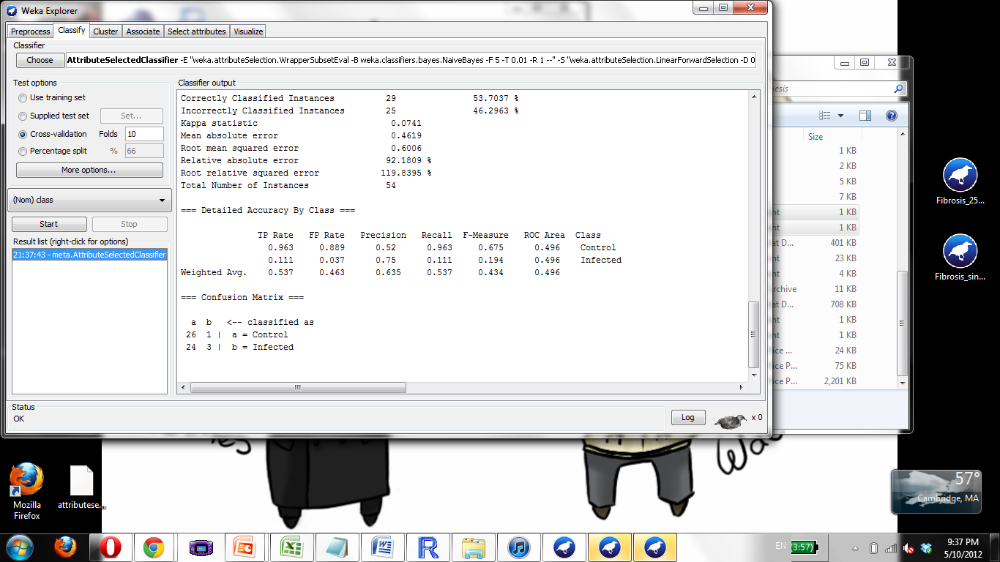 Weka Explorer
Preprocess Classify Cluster Associate Select attributes Visualize
Classifier
Choose AttributeSelectedClassifier -E "weka.attributeSelection.WrapperSubsetEval -B weka.classifiers.bayes.NaiveBayes -F 5 -T 0.01 -R 1 --" -S "weka.attributeSelection.LinearForwardSelection -D 0
Test options
Use training set
Supplied test set Set...
Cross-validation Folds 10
Percentage split % 66
More options...
(Nom) class
Start Stop
Result list (right-click for options)
21:37:43 - meta.AttributeSelectedClassifier
Classifier output
Correctly Classified Instances 29 53.7037 %
Incorrectly Classified Instances 25 46.2963 %
Kappa statistic 0.0741
Mean absolute error 0.4619
Root mean squared error 0.6006
Relative absolute error 92.1809 %
Root relative squared error 119.8395 %
Total Number of Instances 54
=== Detailed Accuracy By Class ===
TP Rate FP Rate Precision Recall F-Measure ROC Area Class
0.963 0.889 0.52 0.963 0.675 0.496 Control
0.111 0.037 0.75 0.111 0.194 0.496 Infected
Weighted Avg. 0.537 0.463 0.635 0.537 0.434 0.496
=== Confusion Matrix ===
a b <-- classified as
26 1 | a = Control
24 3 | b = Infected
Status
OK
Log
x 0
esis
Size
1 KB
2 KB
5 KB
7 KB
nt 1 KB
nt 1 KB
at D... 401 KB
nt 23 KB
nt 4 KB
rchive 11 KB
at D... 708 KB
nt 1 KB
nt 1 KB
ice ... 24 KB
ice P... 75 KB
ice P... 2,201 KB
Fibrosis_25...
Fibrosis_sin...
Mozilla
Firefox
attributese...
57°
Cambridge, MA
EN
(3:57)
9:37 PM
5/10/2012